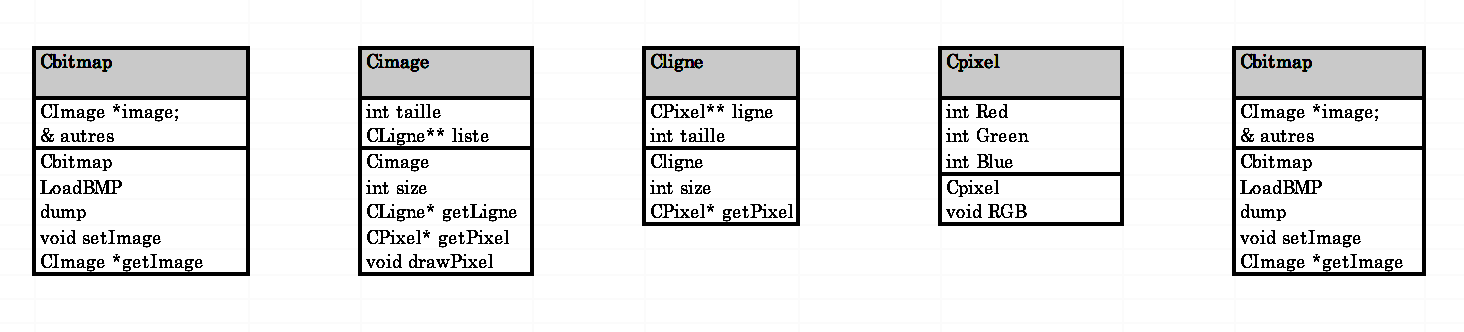 Cbitmap
CImage *image;
& autres
Cbitmap
LoadBMP
dump
void setImage
CImage *getImage
Cimage
int taille
CLigne** liste
Cimage
int size
CLigne* getLigne
CPixel* getPixel
void drawPixel
Cligne
CPixel** ligne
int taille
Cligne
int size
CPixel* getPixel
Cpixel
int Red
int Green
int Blue
Cpixel
void RGB
Cbitmap
CImage *image;
& autres
Cbitmap
LoadBMP
dump
void setImage
CImage *getImage